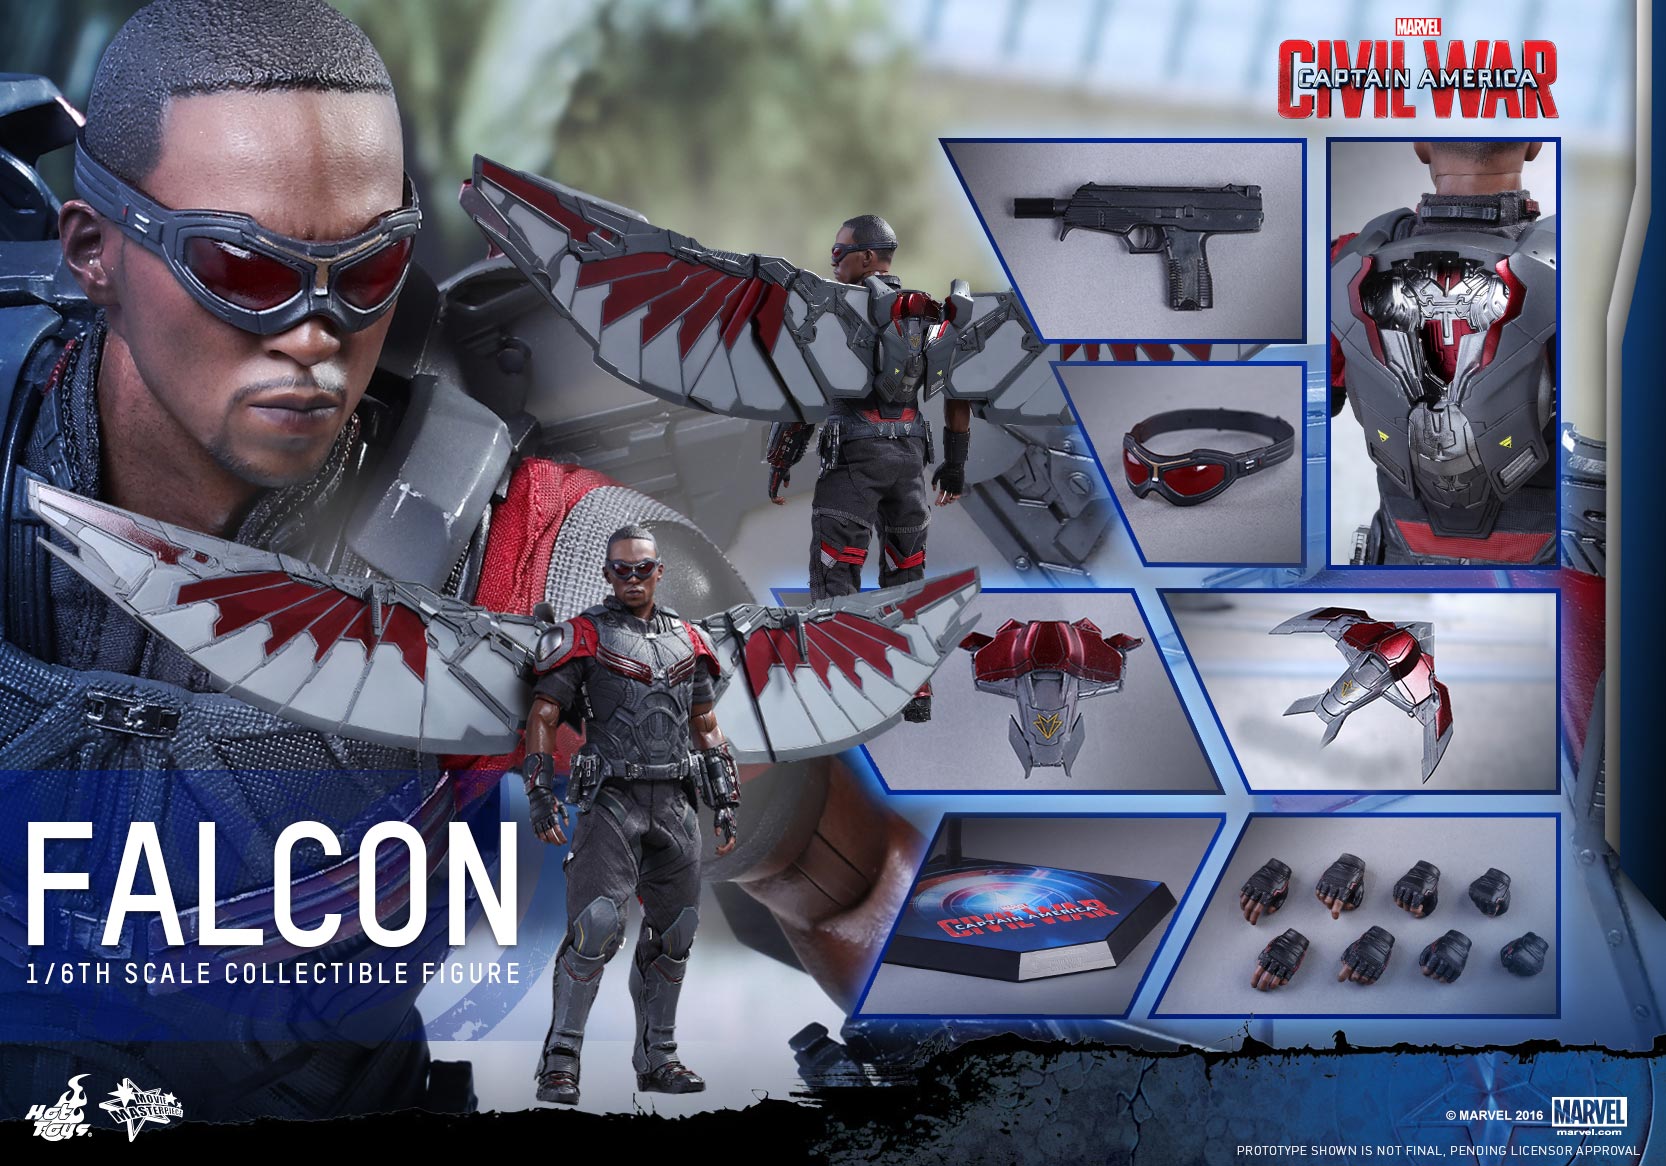 MARVEL
CIVIL WAR
CAPTAIN AMERICA
CIVIL WAR
CAPTAIN AMERICA
FALCON
1/6TH SCALE COLLECTIBLE FIGURE
Hot
Toys.
MOVIE
MASTERPIECE
© MARVEL 2016 MARVEL
marvel.com
PROTOTYPE SHOWN IS NOT FINAL, PENDING LICENSOR APPROVAL